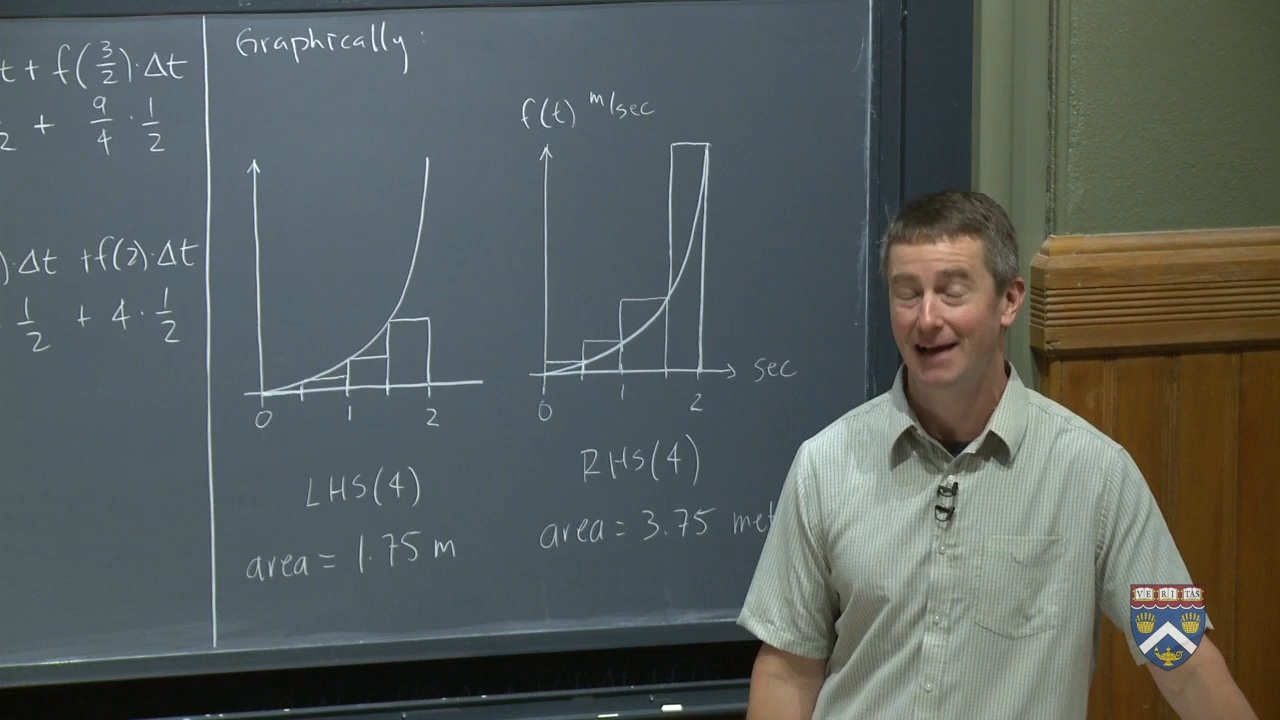 t + f(3/2)·Δt
2 + 9/4 · 1/2
)·Δt + f(2)·Δt
· 1/2 + 4 · 1/2
Graphically:
0 1 2
LHS(4)
area = 1.75 m
f(t) m/sec
sec
0 1 2
RHS(4)
area = 3.75 met
VERITAS